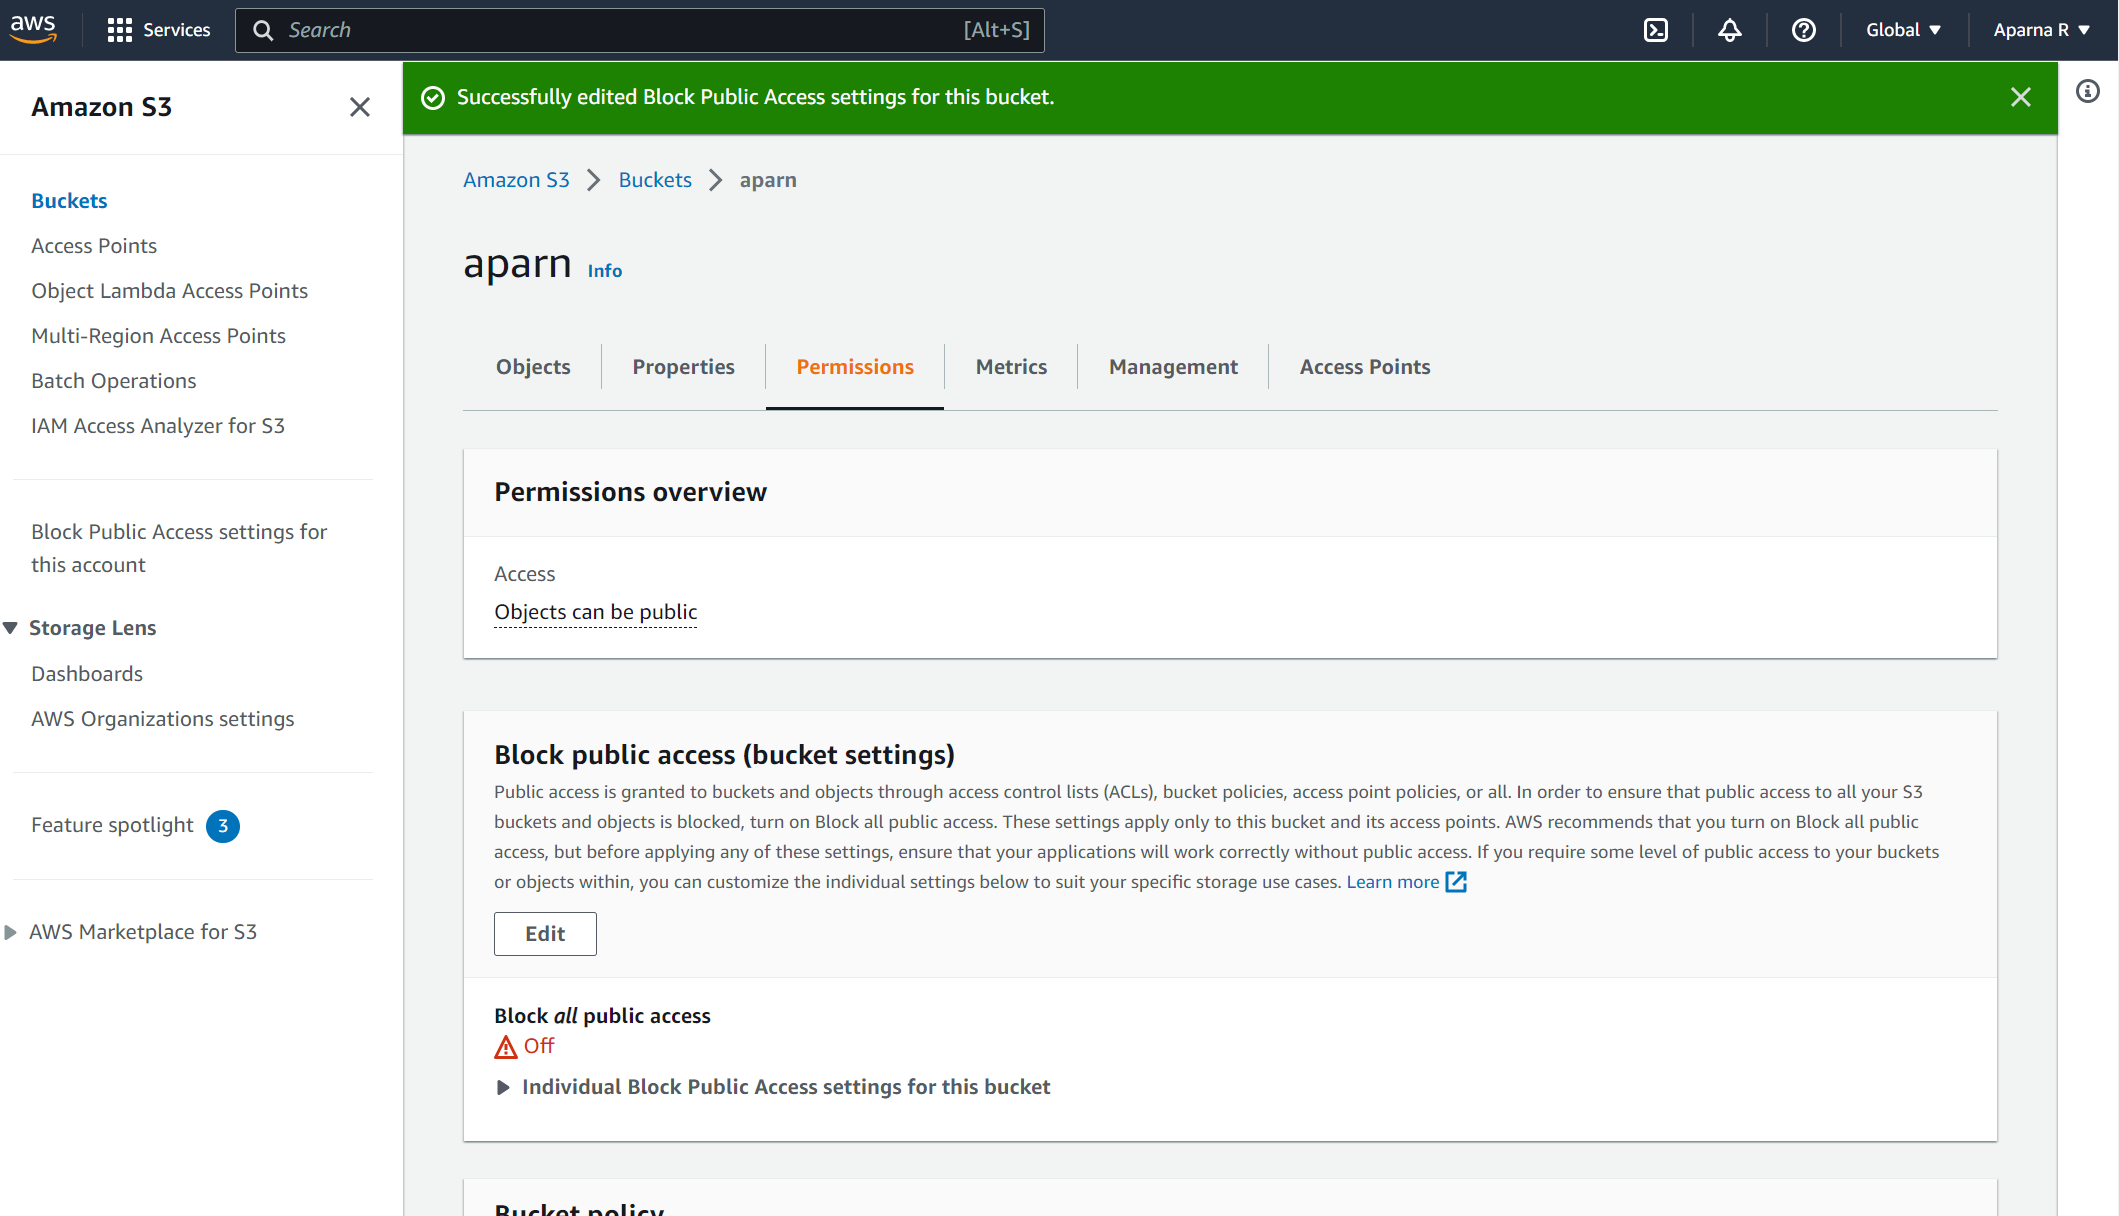 aws
Services
Search
[Alt+S]
Global
Aparna R
Amazon S3
Buckets
Access Points
Object Lambda Access Points
Multi-Region Access Points
Batch Operations
IAM Access Analyzer for S3
Block Public Access settings for
this account
Storage Lens
Dashboards
AWS Organizations settings
Feature spotlight 3
AWS Marketplace for S3
Successfully edited Block Public Access settings for this bucket.
Amazon S3 > Buckets > aparn
aparn Info
Objects
Properties
Permissions
Metrics
Management
Access Points
Permissions overview
Access
Objects can be public
Block public access (bucket settings)
Public access is granted to buckets and objects through access control lists (ACLs), bucket policies, access point policies, or all. In order to ensure that public access to all your S3
buckets and objects is blocked, turn on Block all public access. These settings apply only to this bucket and its access points. AWS recommends that you turn on Block all public
access, but before applying any of these settings, ensure that your applications will work correctly without public access. If you require some level of public access to your buckets
or objects within, you can customize the individual settings below to suit your specific storage use cases. Learn more
Edit
Block all public access
Off
Individual Block Public Access settings for this bucket
Bucket policy